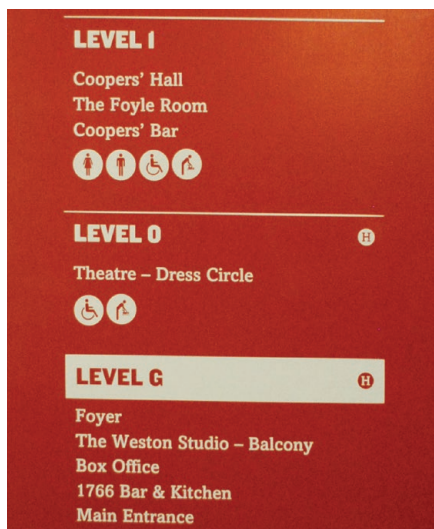 LEVEL 1
Coopers' Hall
The Foyle Room
Coopers' Bar
LEVEL 0
H
Theatre – Dress Circle
LEVEL G
H
Foyer
The Weston Studio – Balcony
Box Office
1766 Bar & Kitchen
Main Entrance